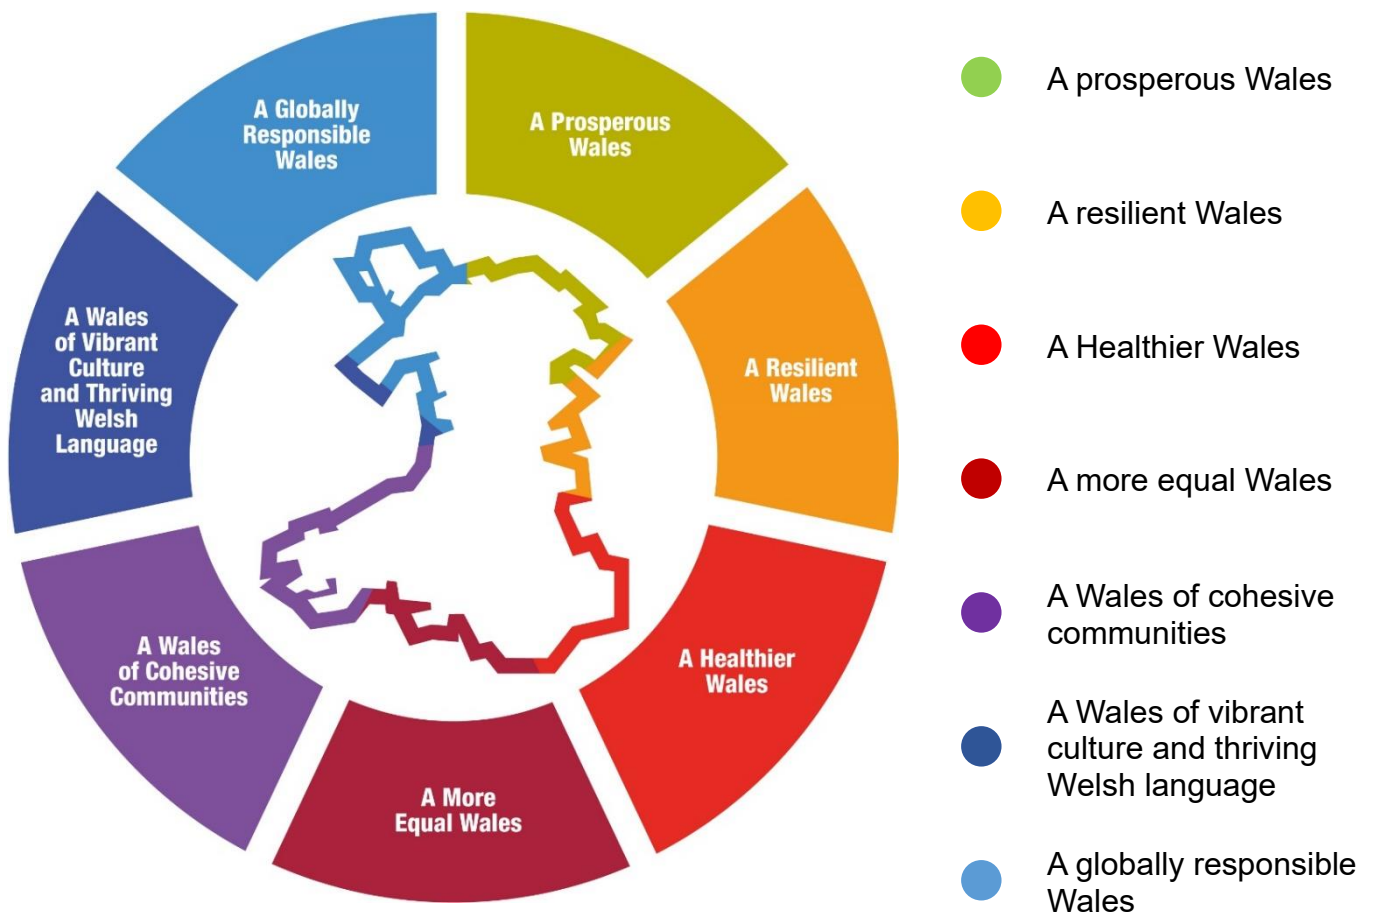 A Globally
Responsible
Wales
A Prosperous
Wales
A Resilient
Wales
A Healthier
Wales
A More
Equal Wales
A Wales
of Cohesive
Communities
A Wales
of Vibrant
Culture
and Thriving
Welsh
Language
A prosperous Wales
A resilient Wales
A Healthier Wales
A more equal Wales
A Wales of cohesive
communities
A Wales of vibrant
culture and thriving
Welsh language
A globally responsible
Wales